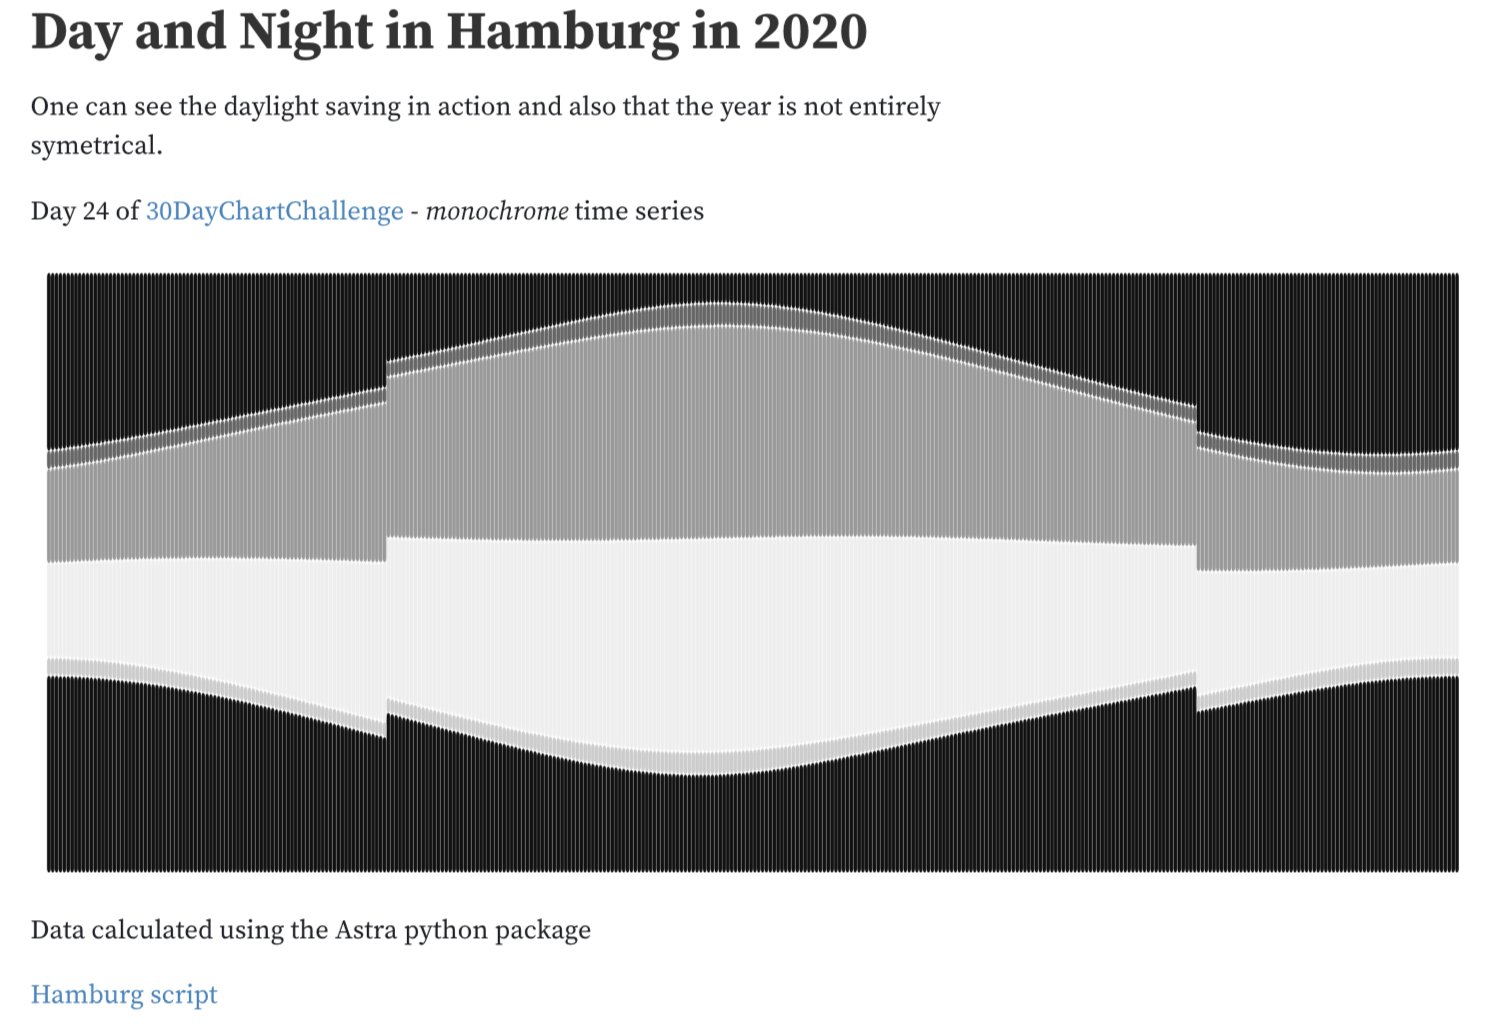 Day and Night in Hamburg in 2020
One can see the daylight saving in action and also that the year is not entirely
symetrical.
Day 24 of 30DayChartChallenge - monochrome time series
Data calculated using the Astra python package
Hamburg script